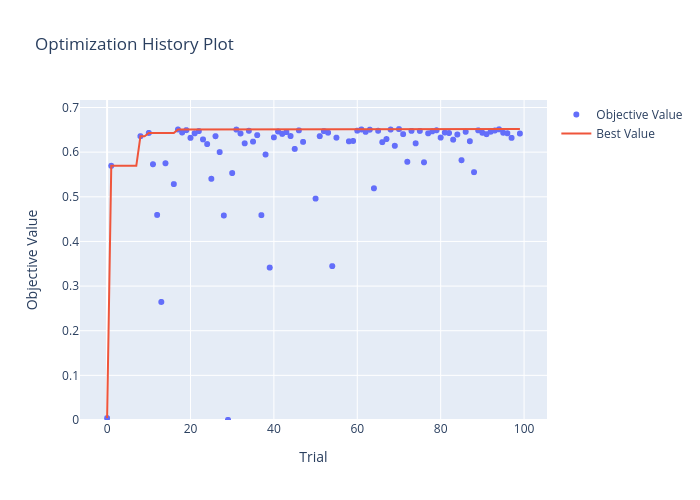 Optimization History Plot
Objective Value
Best Value
0.7
0.6
0.5
0.4
0.3
0.2
0.1
0
0
20
40
60
80
100
Objective Value
Trial